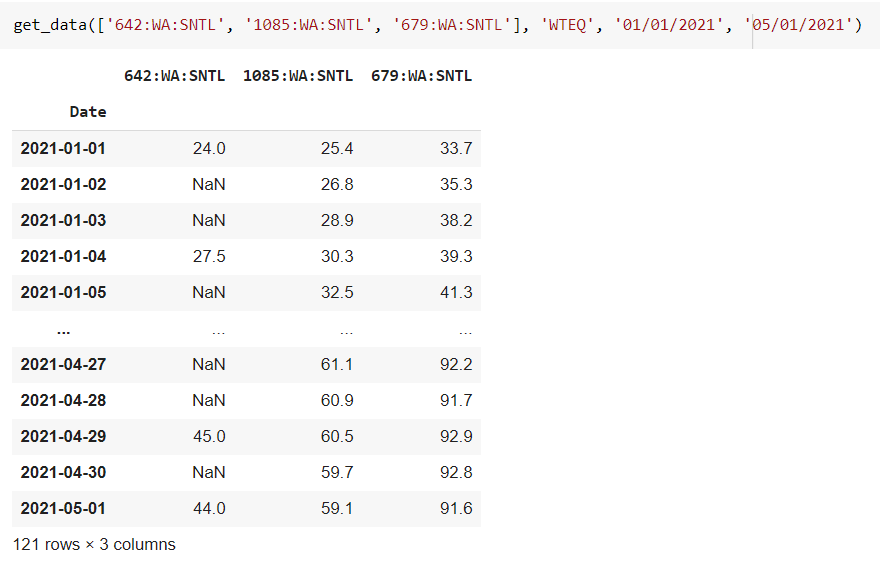 get_data(['642:WA:SNTL', '1085:WA:SNTL', '679:WA:SNTL'], 'WTEQ', '01/01/2021', '05/01/2021')
642:WA:SNTL 1085:WA:SNTL 679:WA:SNTL
Date
2021-01-01 24.0 25.4 33.7
2021-01-02 NaN 26.8 35.3
2021-01-03 NaN 28.9 38.2
2021-01-04 27.5 30.3 39.3
2021-01-05 NaN 32.5 41.3
... ... ... ...
2021-04-27 NaN 61.1 92.2
2021-04-28 NaN 60.9 91.7
2021-04-29 45.0 60.5 92.9
2021-04-30 NaN 59.7 92.8
2021-05-01 44.0 59.1 91.6
121 rows × 3 columns